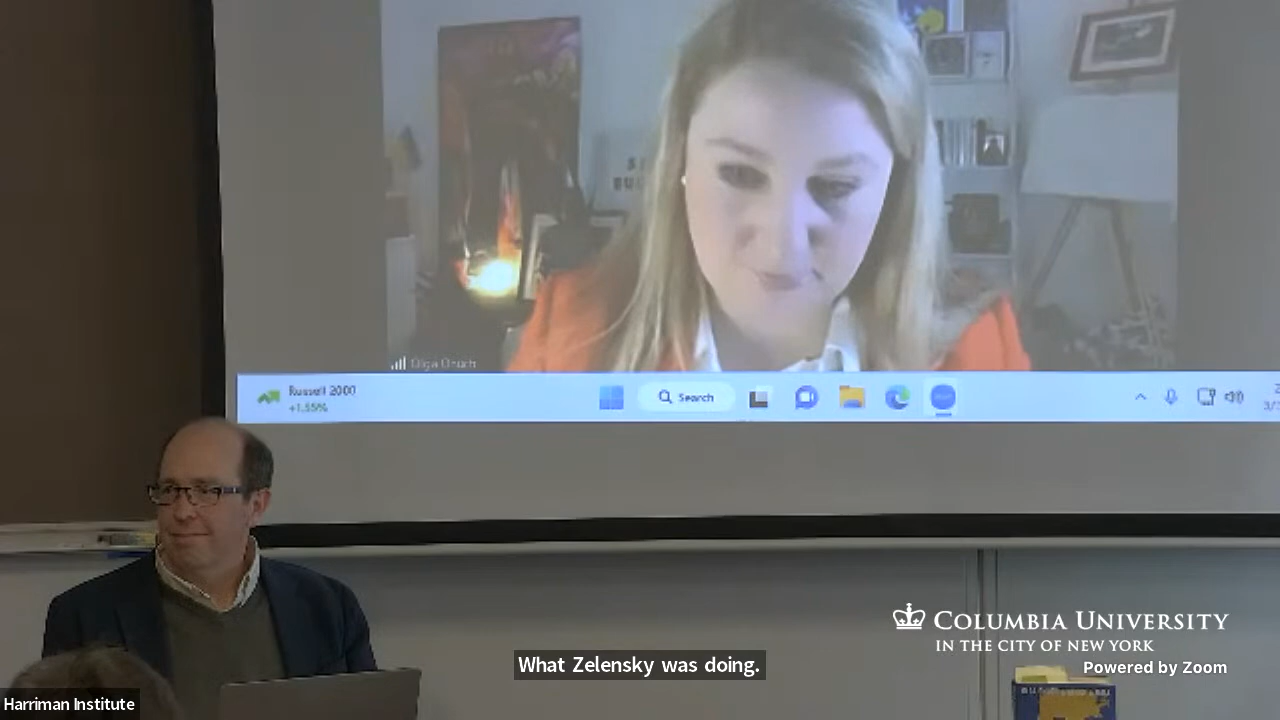 Olga Onuch
Russell 2000
+1.55%
Search
COLUMBIA UNIVERSITY
IN THE CITY OF NEW YORK
What Zelensky was doing.
Powered by Zoom
Harriman Institute